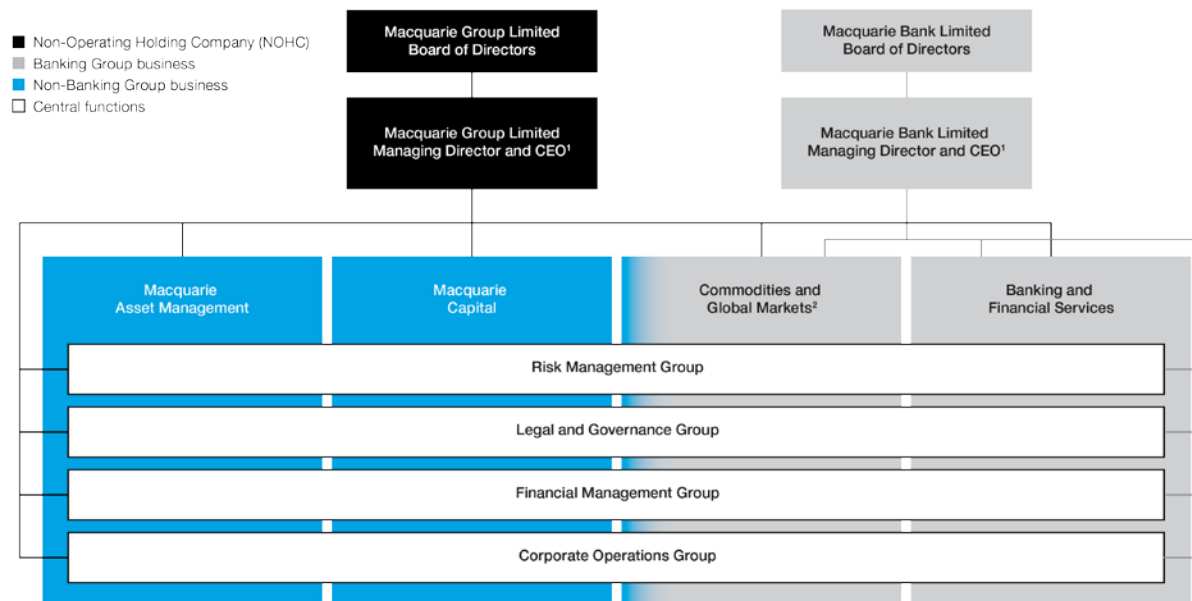 Non-Operating Holding Company (NOHC)
Banking Group business
Non-Banking Group business
Central functions
Macquarie Group Limited
Board of Directors
Macquarie Bank Limited
Board of Directors
Macquarie Group Limited
Managing Director and CEO¹
Macquarie Bank Limited
Managing Director and CEO¹
Macquarie
Asset Management
Macquarie
Capital
Commodities and
Global Markets²
Banking and
Financial Services
Risk Management Group
Legal and Governance Group
Financial Management Group
Corporate Operations Group